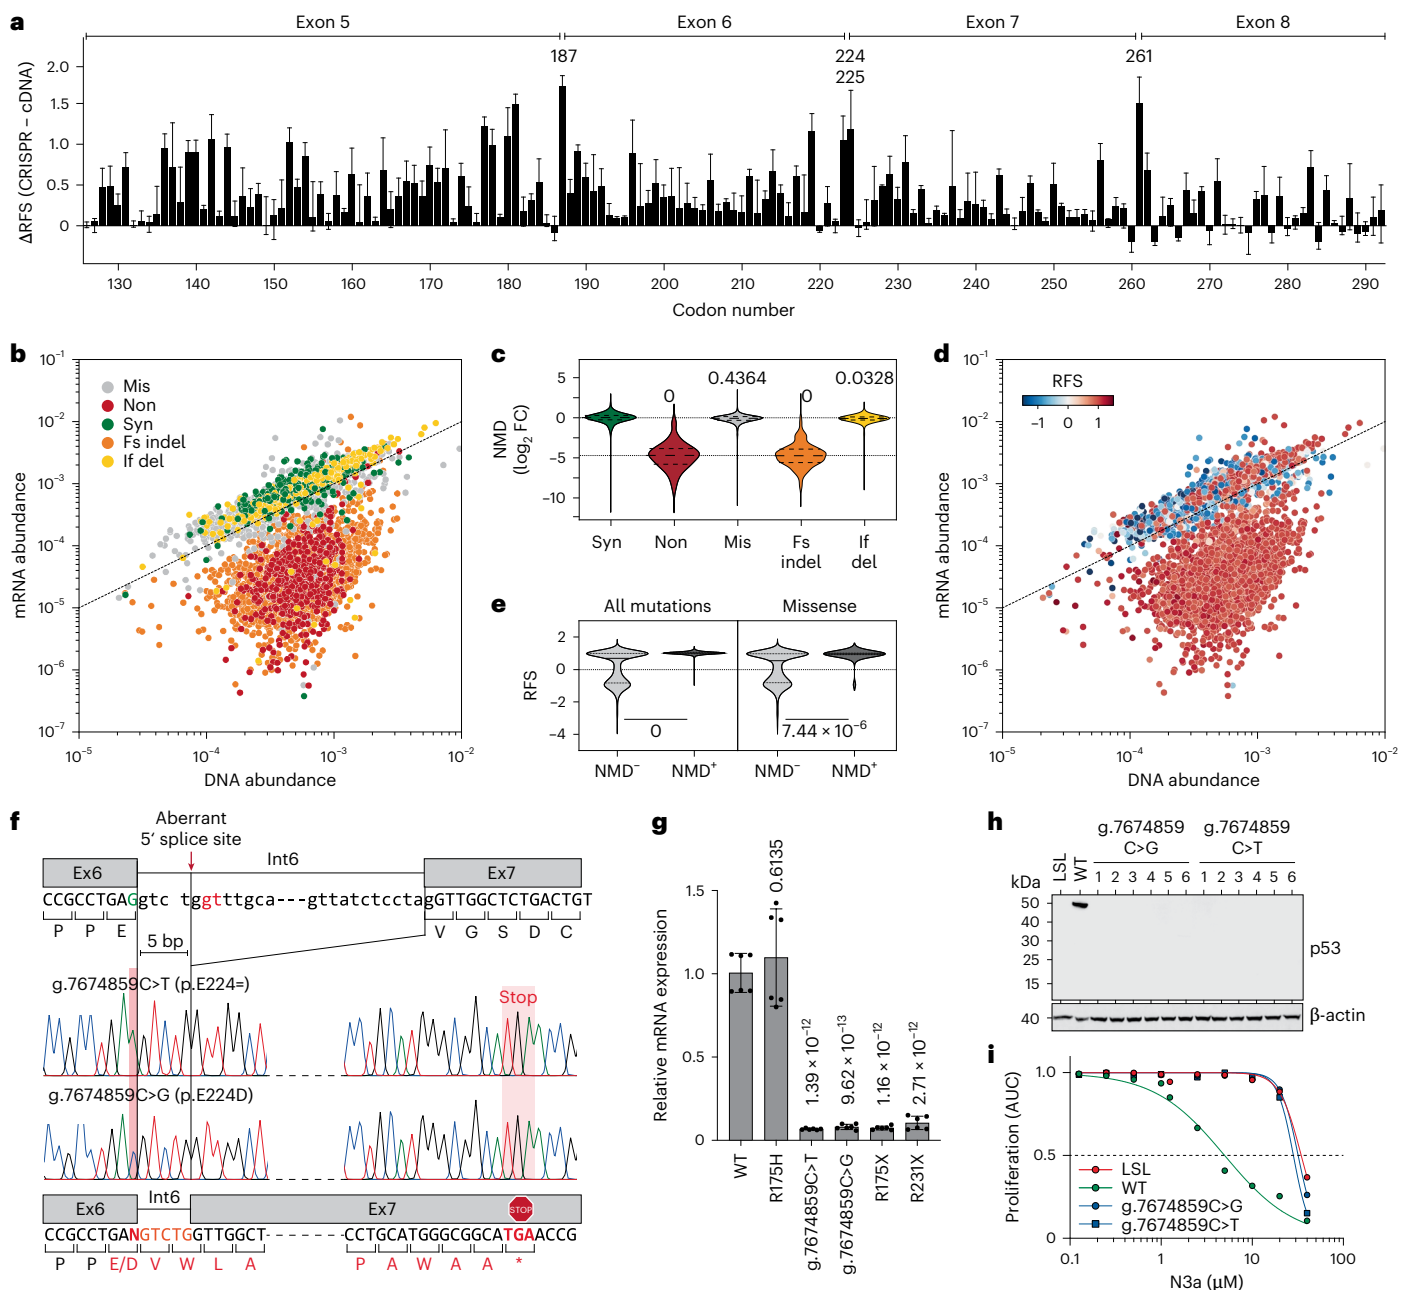 a
Exon 5
Exon 6
Exon 7
Exon 8
187
224
225
261
ΔRFS (CRISPR – cDNA)
2.0
1.5
1.0
0.5
0
130
140
150
160
170
180
190
200
210
220
230
240
250
260
270
280
290
Codon number
b
mRNA abundance
10⁻¹
10⁻²
10⁻³
10⁻⁴
10⁻⁵
10⁻⁶
10⁻⁷
Mis
Non
Syn
Fs indel
If del
10⁻⁵
10⁻⁴
10⁻³
10⁻²
DNA abundance
c
NMD
(log₂ FC)
5
0
−5
−10
0
0.4364
0
0.0328
Syn
Non
Mis
Fs
indel
If
del
d
mRNA abundance
10⁻¹
10⁻²
10⁻³
10⁻⁴
10⁻⁵
10⁻⁶
10⁻⁷
RFS
−1
0
1
10⁻⁵
10⁻⁴
10⁻³
10⁻²
DNA abundance
e
All mutations
Missense
RFS
2
0
−2
−4
0
7.44 × 10⁻⁶
NMD⁻
NMD⁺
NMD⁻
NMD⁺
f
Aberrant
5′ splice site
Int6
Ex6
Ex7
CCGCCTGAGgtc tggtttgca---gttatctcctagGTTGGCTCTGACTGT
P P E V G S D C
5 bp
g.7674859C>T (p.E224=)
Stop
g.7674859C>G (p.E224D)
Ex6
Int6
Ex7
STOP
CCGCCTGANGTCTGGTTGGCT-------CCTGCATGGGCGGCATGAACCG
P P E/D V W L A P A W A A *
g
Relative mRNA expression
1.5
1.0
0.5
0
0.6135
1.39 × 10⁻¹²
9.62 × 10⁻¹³
1.16 × 10⁻¹²
2.71 × 10⁻¹²
WT
R175H
g.7674859C>T
g.7674859C>G
R175X
R231X
h
g.7674859
C>G
g.7674859
C>T
LSL
WT
1 2 3 4 5 6 1 2 3 4 5 6
kDa
50
40
30
25
15
40
p53
β-actin
i
Proliferation (AUC)
1.0
0.5
0
LSL
WT
g.7674859C>G
g.7674859C>T
0.1
1
10
100
N3a (μM)